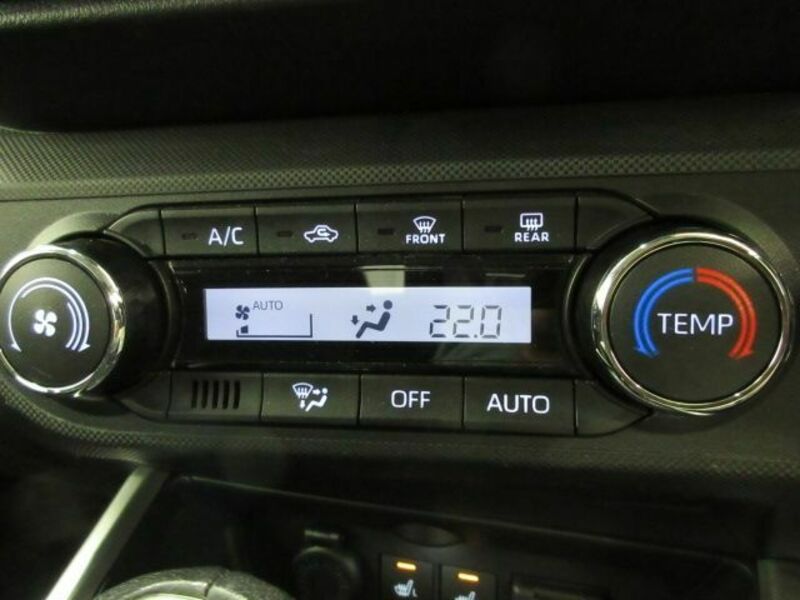 A/C
FRONT
REAR
AUTO
22.0
TEMP
OFF
AUTO
L